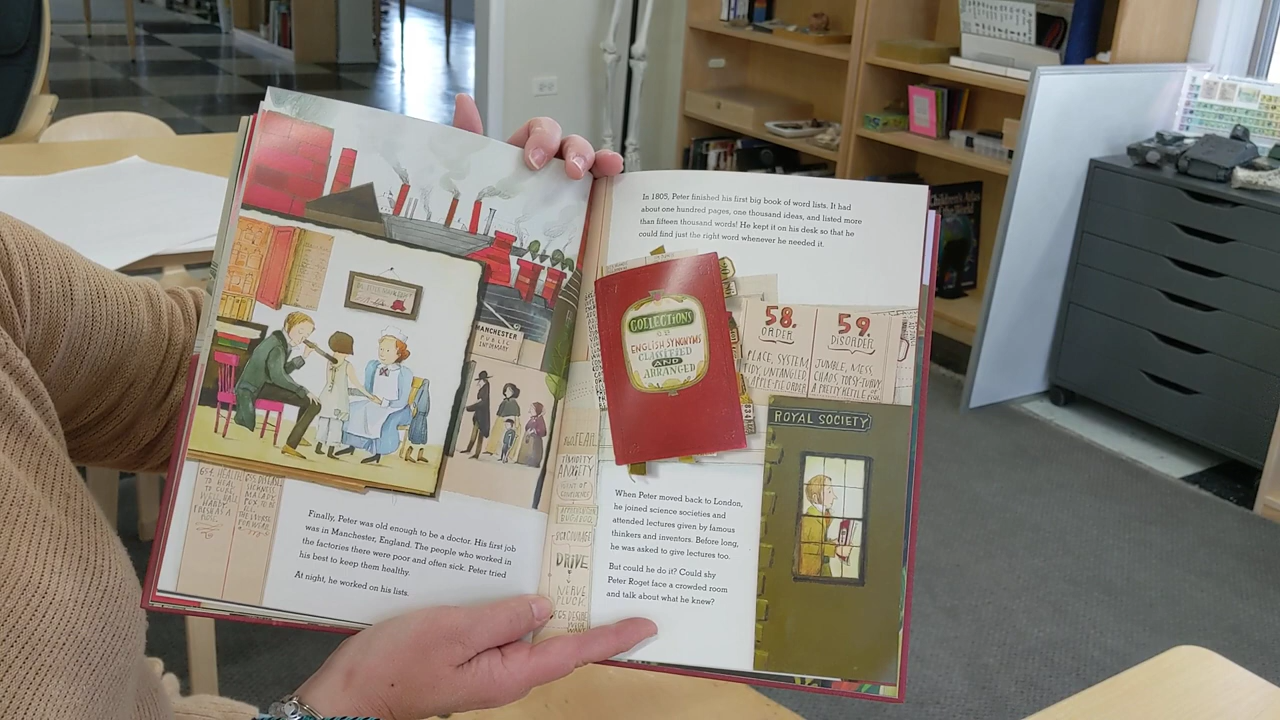 MANCHESTER
PUBLIC
INFIRMARY
Finally, Peter was old enough to be a doctor. His first job
was in Manchester, England. The people who worked in
the factories there were poor and often sick. Peter tried
his best to keep them healthy.
At night, he worked on his lists.
In 1805, Peter finished his first big book of word lists. It had
about one hundred pages, one thousand ideas, and listed more
than fifteen thousand words! He kept it on his desk so that he
could find just the right word whenever he needed it.
COLLECTIONS
ENGLISH SYNONYMS
CLASSIFIED
AND
ARRANGED
58.
ORDER
PLACE, SYSTEM
UNTANGLED
APPLE-PIE ORDER
59.
DISORDER
JUMBLE, MESS
CHAOS, TOPSY-TURVY
A PRETTY KETTLE OF
ROYAL SOCIETY
FEAR
TIMIDITY
ANXIETY
DRIVE
NERVE
PLUCK
When Peter moved back to London,
he joined science societies and
attended lectures given by famous
thinkers and inventors. Before long,
he was asked to give lectures too.
But could he do it? Could shy
Peter Roget face a crowded room
and talk about what he knew?